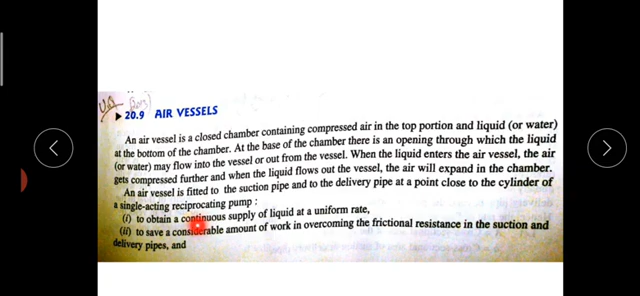 UQ (2013)
▶ 20.9 AIR VESSELS
An air vessel is a closed chamber containing compressed air in the top portion and liquid (or water)
at the bottom of the chamber. At the base of the chamber there is an opening through which the liquid
(or water) may flow into the vessel or out from the vessel. When the liquid enters the air vessel, the air
gets compressed further and when the liquid flows out the vessel, the air will expand in the chamber.
An air vessel is fitted to the suction pipe and to the delivery pipe at a point close to the cylinder of
a single-acting reciprocating pump :
(i) to obtain a continuous supply of liquid at a uniform rate,
(ii) to save a considerable amount of work in overcoming the frictional resistance in the suction and
delivery pipes, and